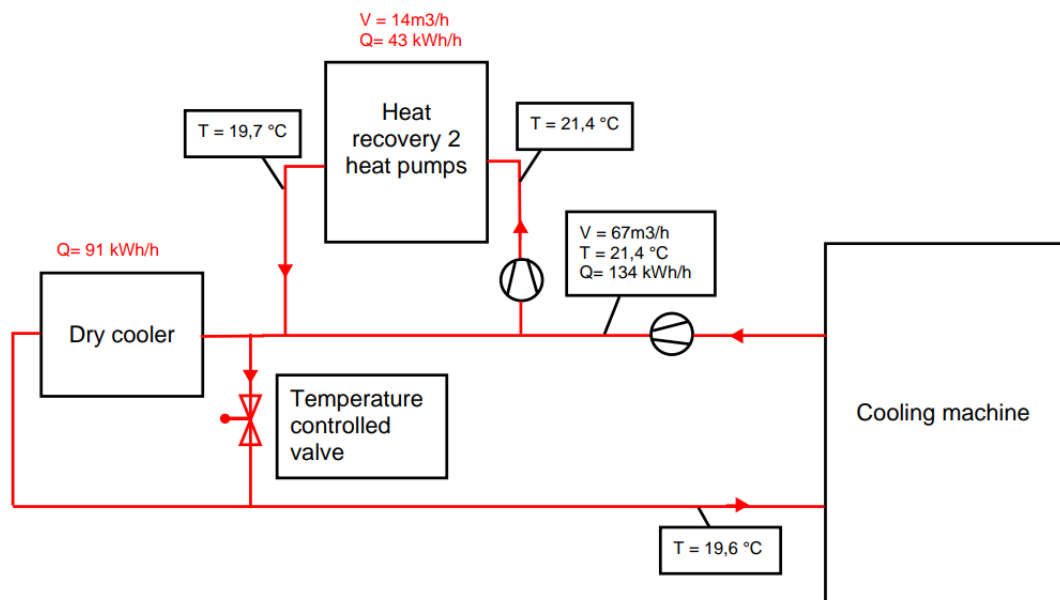 V = 14m3/h
Q= 43 kWh/h
Heat
recovery 2
heat pumps
T = 19,7 °C
T = 21,4 °C
V = 67m3/h
T = 21,4 °C
Q= 134 kWh/h
Q= 91 kWh/h
Dry cooler
Temperature
controlled
valve
Cooling machine
T = 19,6 °C